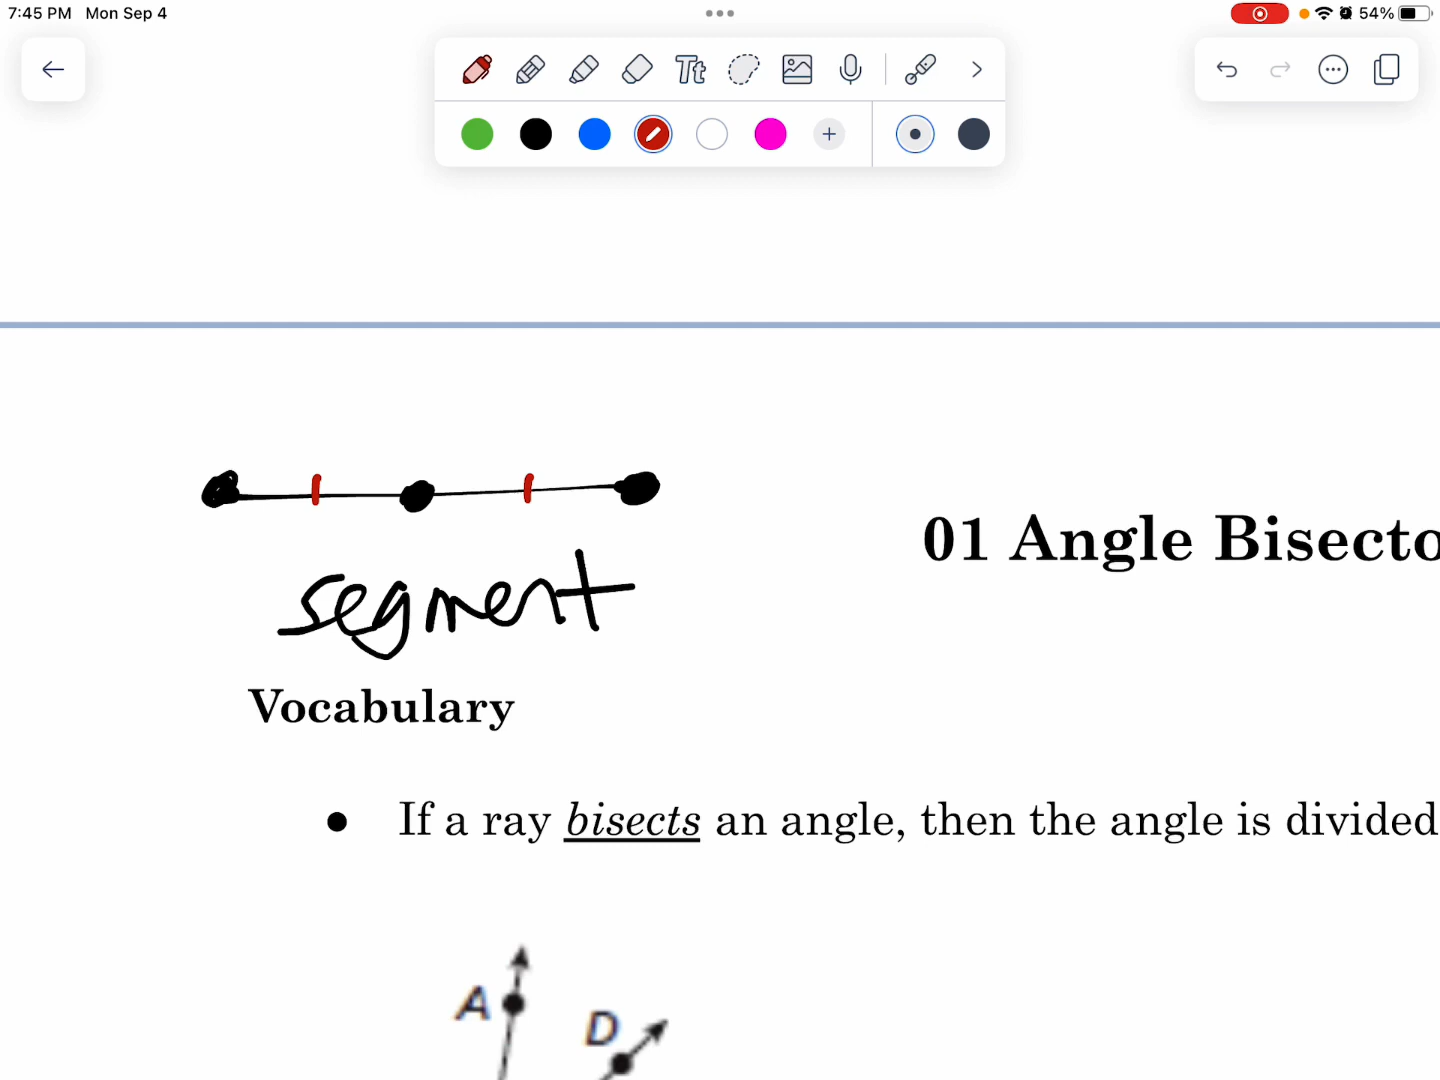 7:45 PM Mon Sep 4
54%
Tt
segment
01 Angle Bisecto
Vocabulary
• If a ray bisects an angle, then the angle is divided
A
D